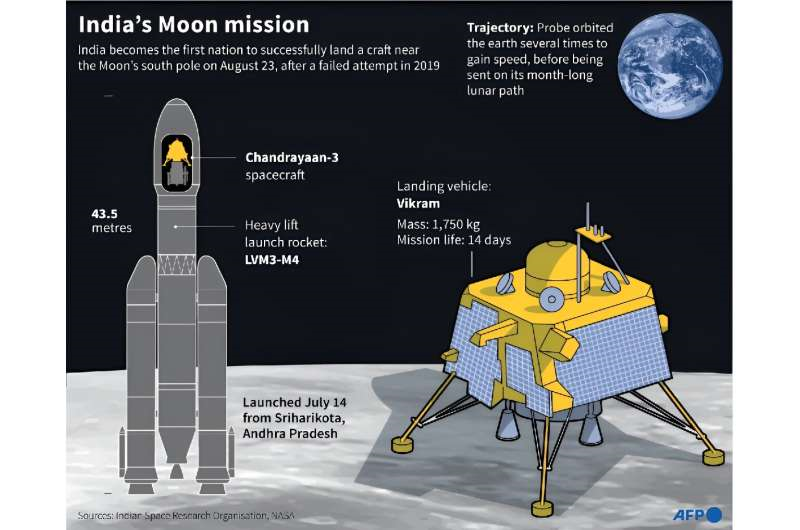 India's Moon mission
India becomes the first nation to successfully land a craft near
the Moon's south pole on August 23, after a failed attempt in 2019
Trajectory: Probe orbited
the earth several times to
gain speed, before being
sent on its month-long
lunar path
Chandrayaan-3
spacecraft
43.5
metres
Heavy lift
launch rocket:
LVM3-M4
Landing vehicle:
Vikram
Mass: 1,750 kg
Mission life: 14 days
Launched July 14
from Sriharikota,
Andhra Pradesh
Sources: Indian Space Research Organisation, NASA
AFP